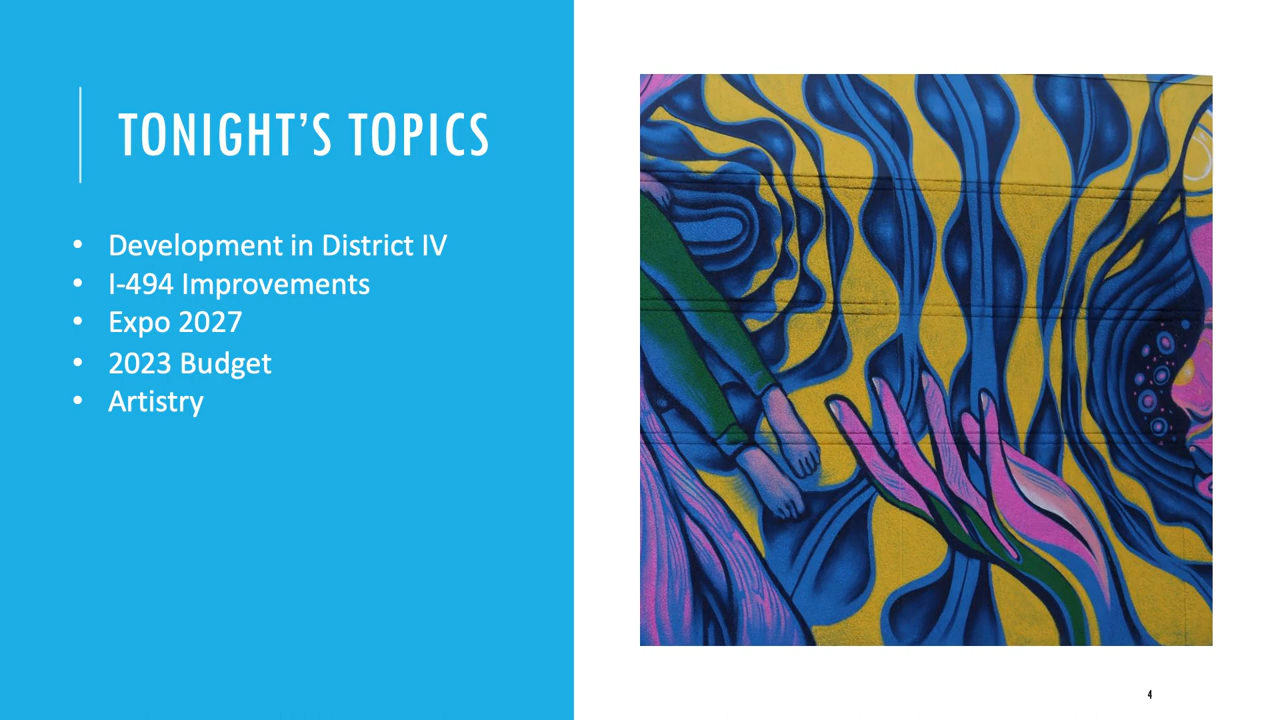 TONIGHT'S TOPICS
• Development in District IV
• I-494 Improvements
• Expo 2027
• 2023 Budget
• Artistry
4